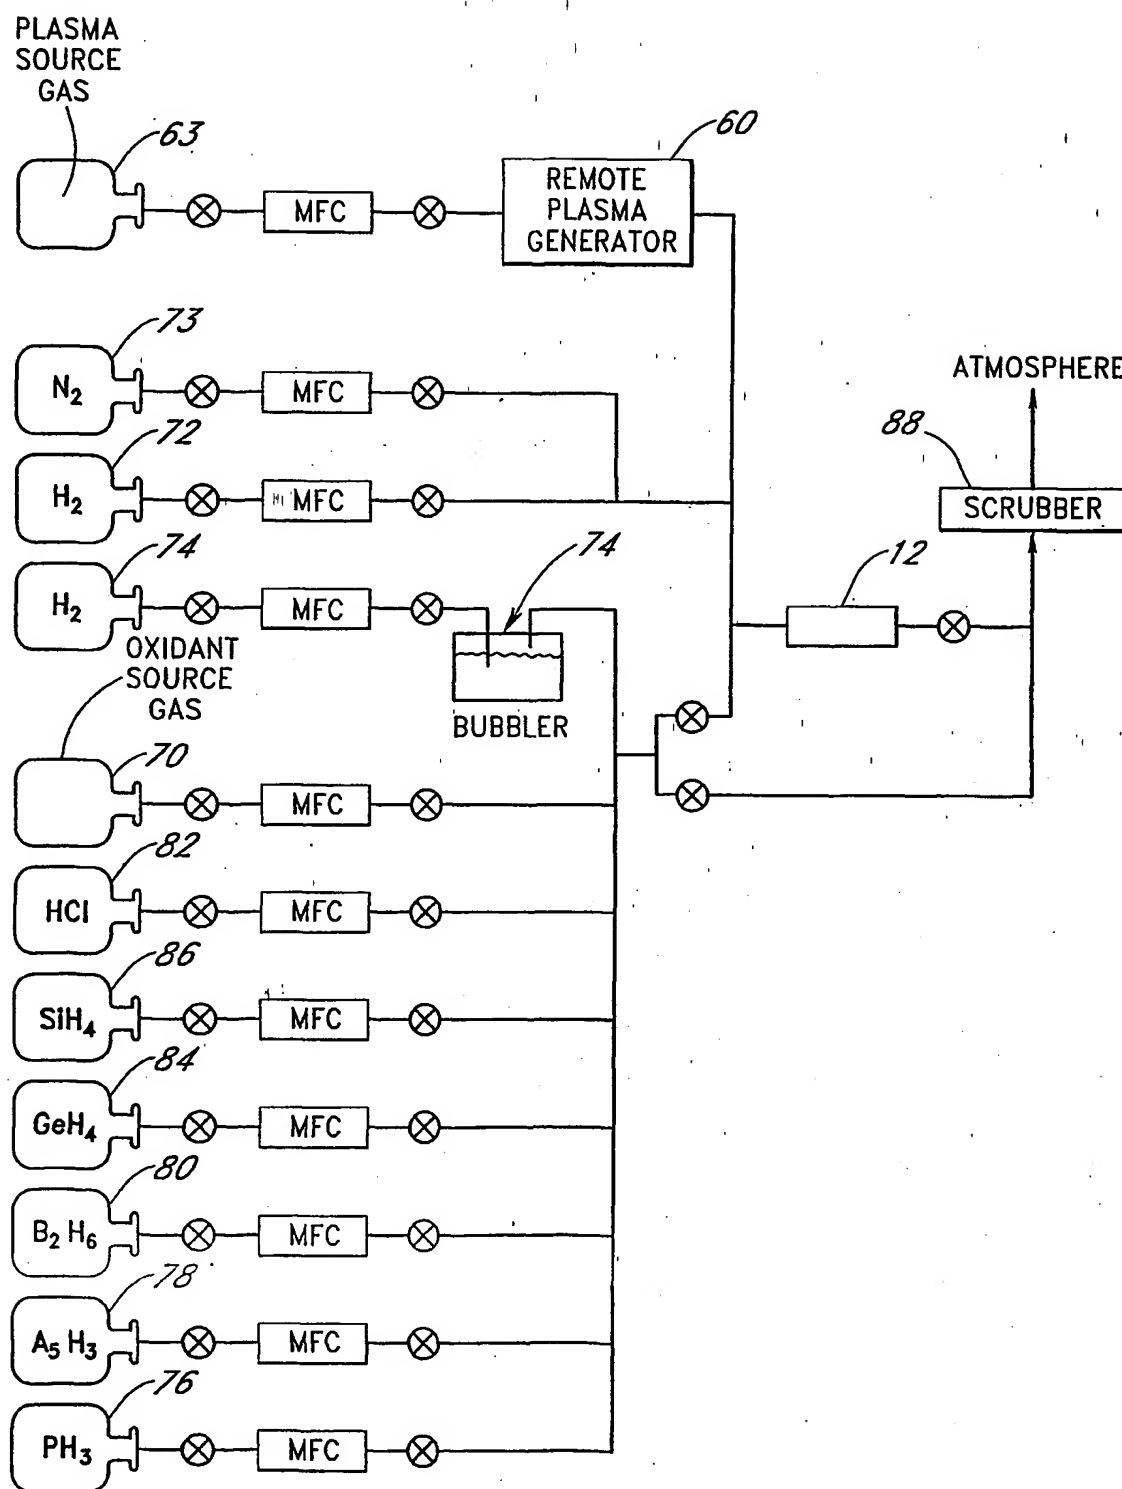 PLASMA
SOURCE
GAS
63
MFC
60
REMOTE
PLASMA
GENERATOR
73
N2
MFC
ATMOSPHERE
72
H2
MFC
88
SCRUBBER
74
H2
MFC
74
12
OXIDANT
SOURCE
GAS
BUBBLER
70
MFC
82
HCl
MFC
86
SiH4
MFC
84
GeH4
MFC
80
B2 H6
MFC
78
A5 H3
MFC
76
PH3
MFC